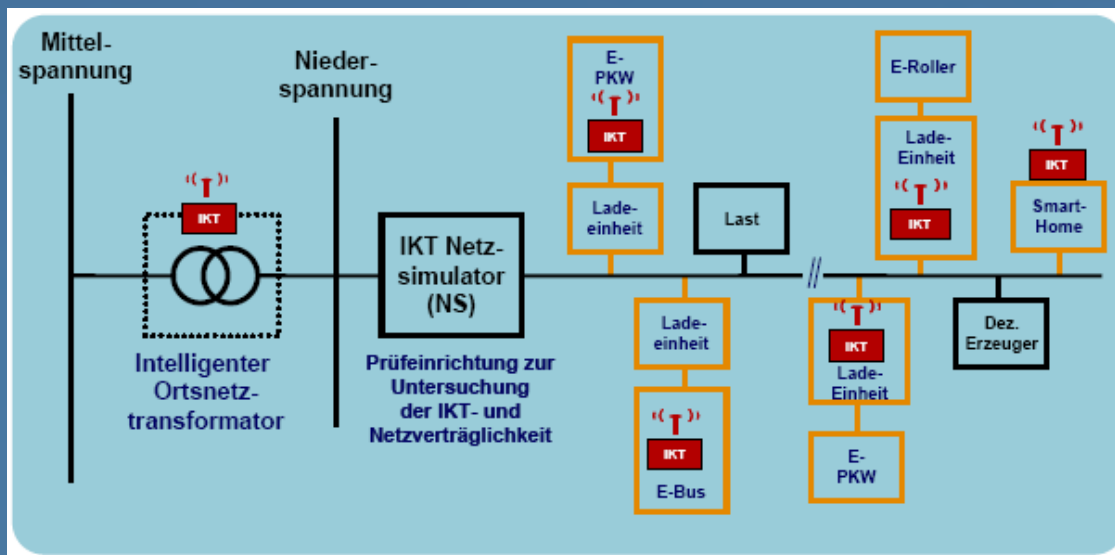 Mittel-
spannung
Nieder-
spannung
IKT
Intelligenter
Ortsnetz-
transformator
IKT Netz-
simulator
(NS)
Prüfeinrichtung zur
Untersuchung
der IKT- und
Netzverträglichkeit
E-
PKW
IKT
Lade-
einheit
Lade-
einheit
IKT
E-Bus
Last
//
IKT
Lade-
Einheit
E-
PKW
E-Roller
Lade-
Einheit
IKT
Dez.
Erzeuger
IKT
Smart-
Home